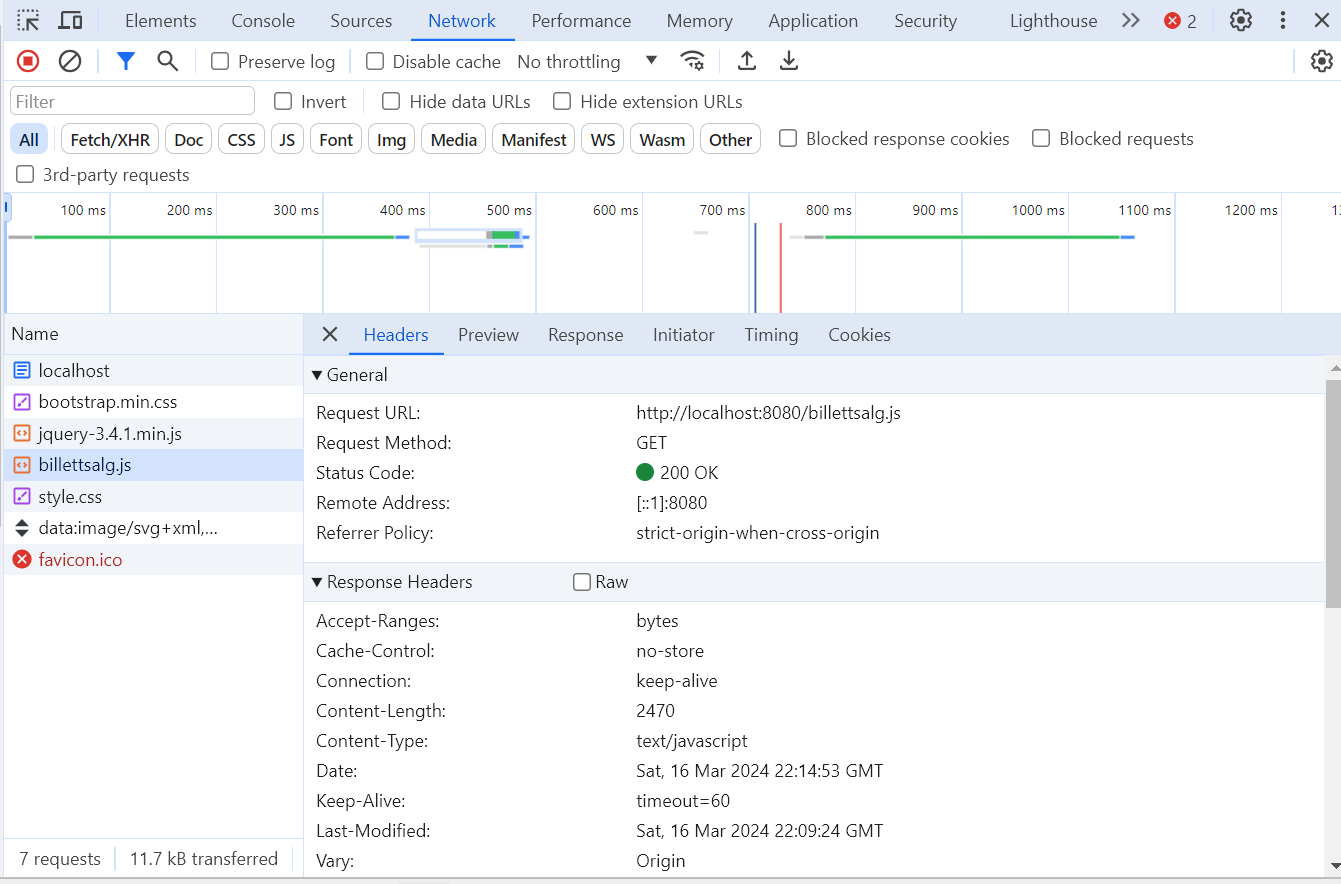 Elements Console Sources Network Performance Memory Application Security Lighthouse 2
Preserve log Disable cache No throttling
Filter Invert Hide data URLs Hide extension URLs
All Fetch/XHR Doc CSS JS Font Img Media Manifest WS Wasm Other Blocked response cookies Blocked requests
3rd-party requests
100 ms 200 ms 300 ms 400 ms 500 ms 600 ms 700 ms 800 ms 900 ms 1000 ms 1100 ms 1200 ms
Name
localhost
bootstrap.min.css
jquery-3.4.1.min.js
billettsalg.js
style.css
data:image/svg+xml,...
favicon.ico
7 requests 11.7 kB transferred
Headers Preview Response Initiator Timing Cookies
General
Request URL: http://localhost:8080/billettsalg.js
Request Method: GET
Status Code: 200 OK
Remote Address: [::1]:8080
Referrer Policy: strict-origin-when-cross-origin
Response Headers Raw
Accept-Ranges: bytes
Cache-Control: no-store
Connection: keep-alive
Content-Length: 2470
Content-Type: text/javascript
Date: Sat, 16 Mar 2024 22:14:53 GMT
Keep-Alive: timeout=60
Last-Modified: Sat, 16 Mar 2024 22:09:24 GMT
Vary: Origin